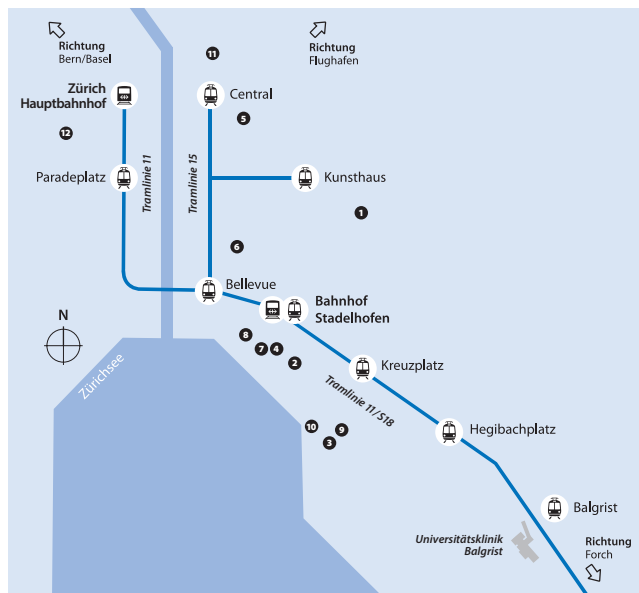 Richtung
Bern/Basel
11
Richtung
Flughafen
Zürich
Hauptbahnhof
Central
5
12
Paradeplatz
Tramlinie 11
Tramlinie 15
Kunsthaus
1
6
Bellevue
Bahnhof
Stadelhofen
N
8
7
4
2
Kreuzplatz
Zürichsee
Tramlinie 11/S18
10
9
3
Hegibachplatz
Balgrist
Universitätsklinik
Balgrist
Richtung
Forch